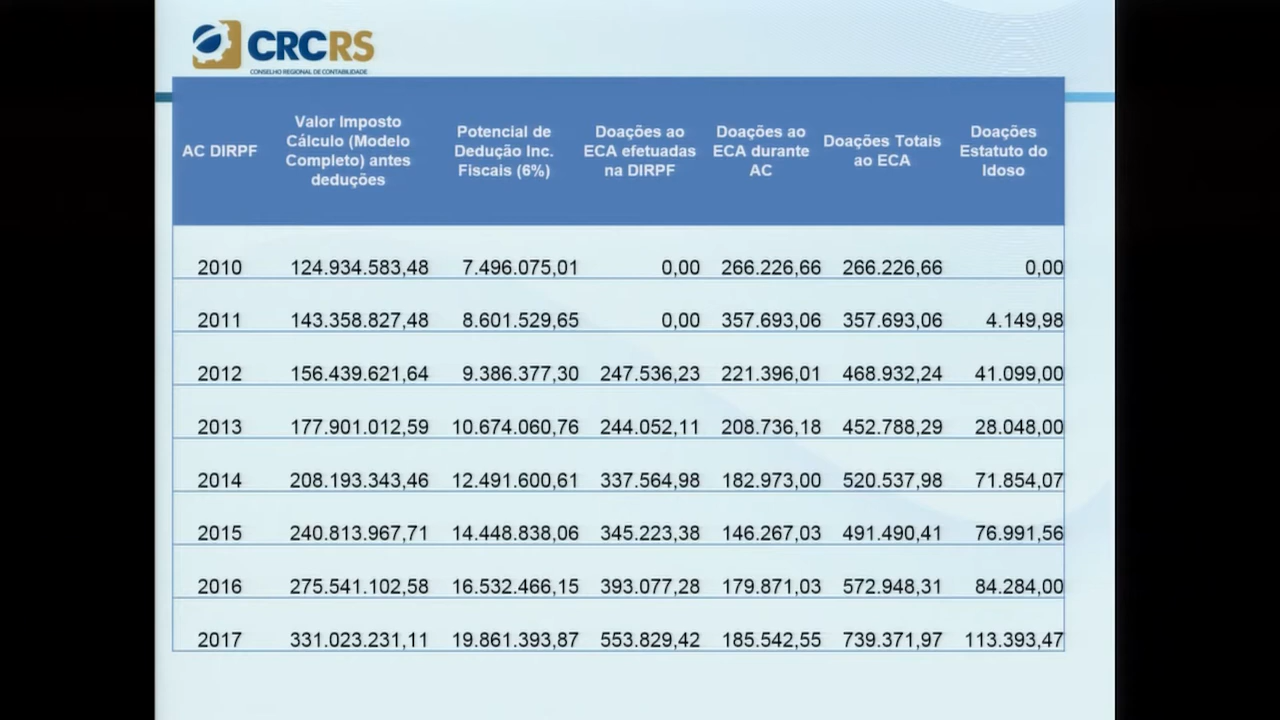 CRCRS
CONSELHO REGIONAL DE CONTABILIDADE
AC DIRPF
Valor Imposto
Cálculo (Modelo
Completo) antes
deduções
Potencial de
Dedução Inc.
Fiscais (6%)
Doações ao
ECA efetuadas
na DIRPF
Doações ao
ECA durante
AC
Doações Totais
ao ECA
Doações
Estatuto do
Idoso
2010 124.934.583,48 7.496.075,01 0,00 266.226,66 266.226,66 0,00
2011 143.358.827,48 8.601.529,65 0,00 357.693,06 357.693,06 4.149,98
2012 156.439.621,64 9.386.377,30 247.536,23 221.396,01 468.932,24 41.099,00
2013 177.901.012,59 10.674.060,76 244.052,11 208.736,18 452.788,29 28.048,00
2014 208.193.343,46 12.491.600,61 337.564,98 182.973,00 520.537,98 71.854,07
2015 240.813.967,71 14.448.838,06 345.223,38 146.267,03 491.490,41 76.991,56
2016 275.541.102,58 16.532.466,15 393.077,28 179.871,03 572.948,31 84.284,00
2017 331.023.231,11 19.861.393,87 553.829,42 185.542,55 739.371,97 113.393,47